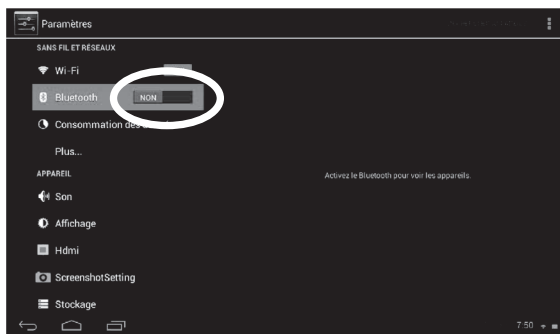 Paramètres
SANS FIL ET RÉSEAUX
Wi-Fi
Bluetooth NON
Consommation des
Plus...
APPAREIL
Activez le Bluetooth pour voir les appareils.
Son
Affichage
Hdmi
ScreenshotSetting
Stockage
7:50